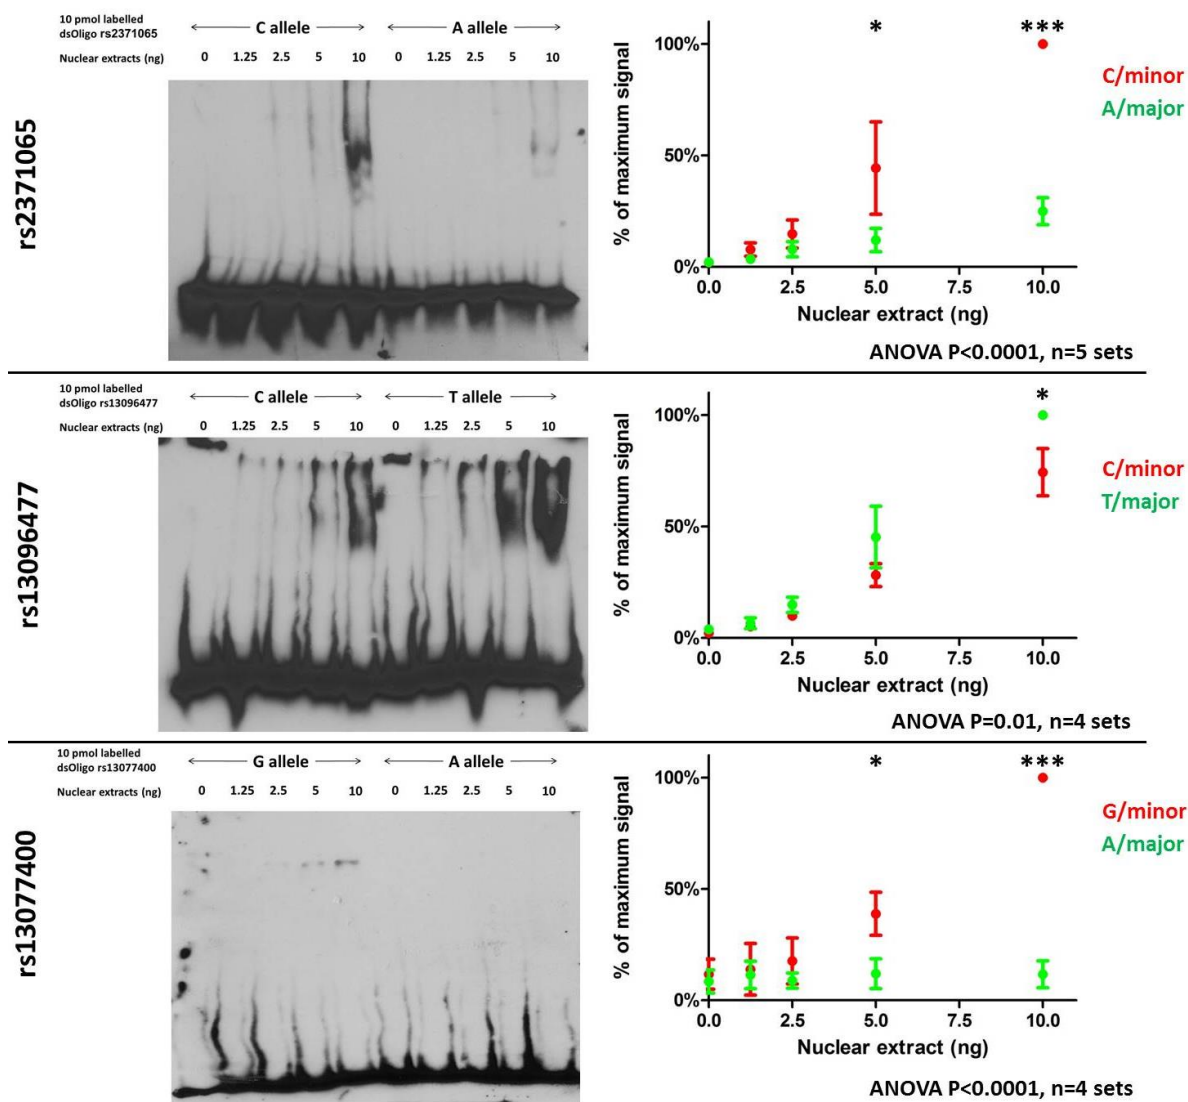 rs2371065
10 pmol labelled
dsOligo rs2371065
C allele
A allele
Nuclear extracts (ng)
0 1.25 2.5 5 10 0 1.25 2.5 5 10
% of maximum signal
100%
50%
0%
* ***
0.0 2.5 5.0 7.5 10.0
Nuclear extract (ng)
C/minor
A/major
ANOVA P<0.0001, n=5 sets
rs13096477
10 pmol labelled
dsOligo rs13096477
C allele
T allele
Nuclear extracts (ng)
0 1.25 2.5 5 10 0 1.25 2.5 5 10
% of maximum signal
100%
50%
0%
*
0.0 2.5 5.0 7.5 10.0
Nuclear extract (ng)
C/minor
T/major
ANOVA P=0.01, n=4 sets
rs13077400
10 pmol labelled
dsOligo rs13077400
G allele
A allele
Nuclear extracts (ng)
0 1.25 2.5 5 10 0 1.25 2.5 5 10
% of maximum signal
100%
50%
0%
* ***
0.0 2.5 5.0 7.5 10.0
Nuclear extract (ng)
G/minor
A/major
ANOVA P<0.0001, n=4 sets